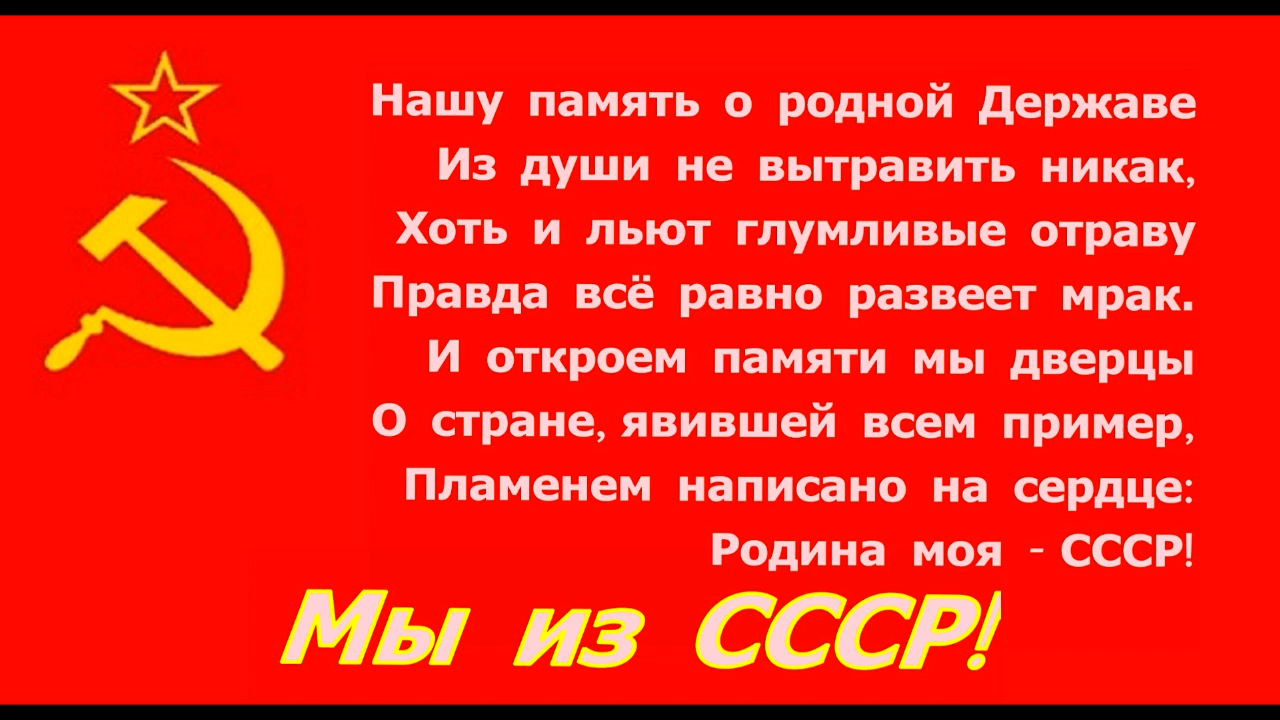 Нашу память о родной Державе
Из души не вытравить никак,
Хоть и льют глумливые отраву
Правда всё равно развеет мрак.
И откроем памяти мы дверцы
О стране, явившей всем пример,
Пламенем написано на сердце:
Родина моя - СССР!
Мы из СССР!